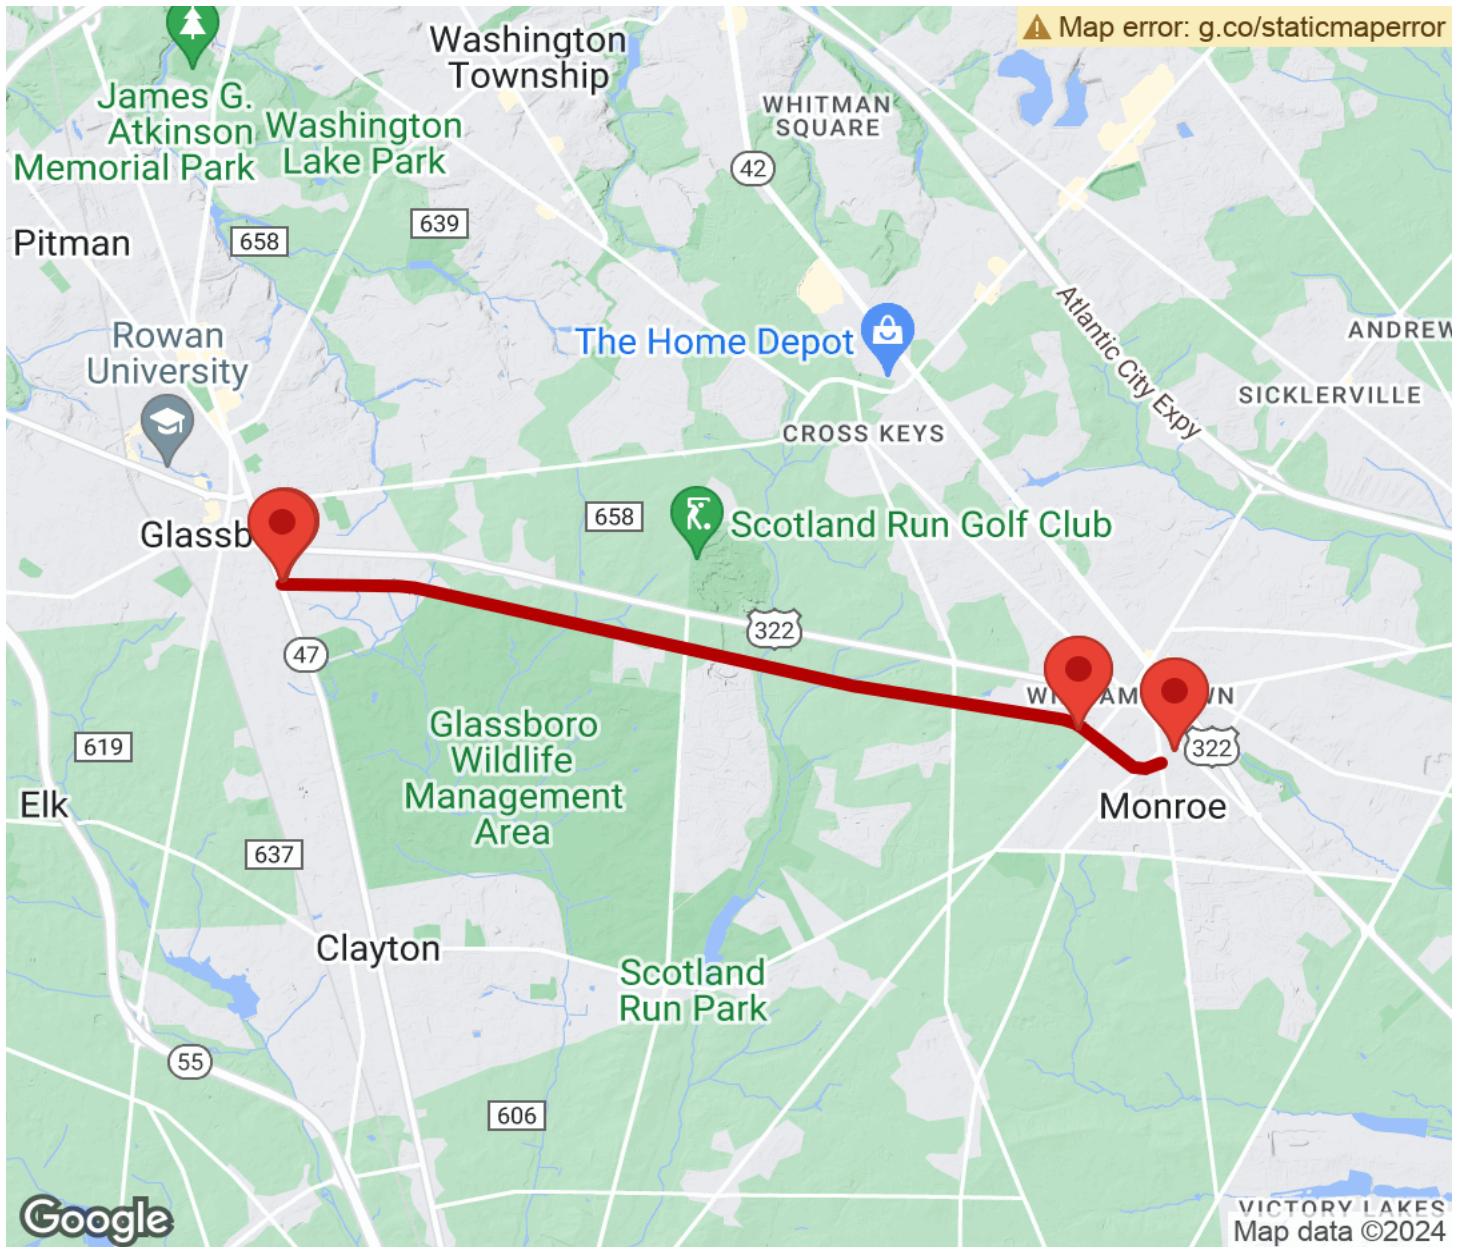 Map error: g.co/staticmaperror
Washington
Township
James G.
Atkinson
Memorial Park
Washington
Lake Park
WHITMAN
SQUARE
42
639
658
Pitman
Rowan
University
The Home Depot
Atlantic City Expy
ANDREW
SICKLERVILLE
CROSS KEYS
Glassb
658
Scotland Run Golf Club
322
47
Glassboro
Wildlife
Management
Area
619
322
Elk
Monroe
637
Clayton
Scotland
Run Park
55
606
Google
VICTORY LAKES
Map data ©2024